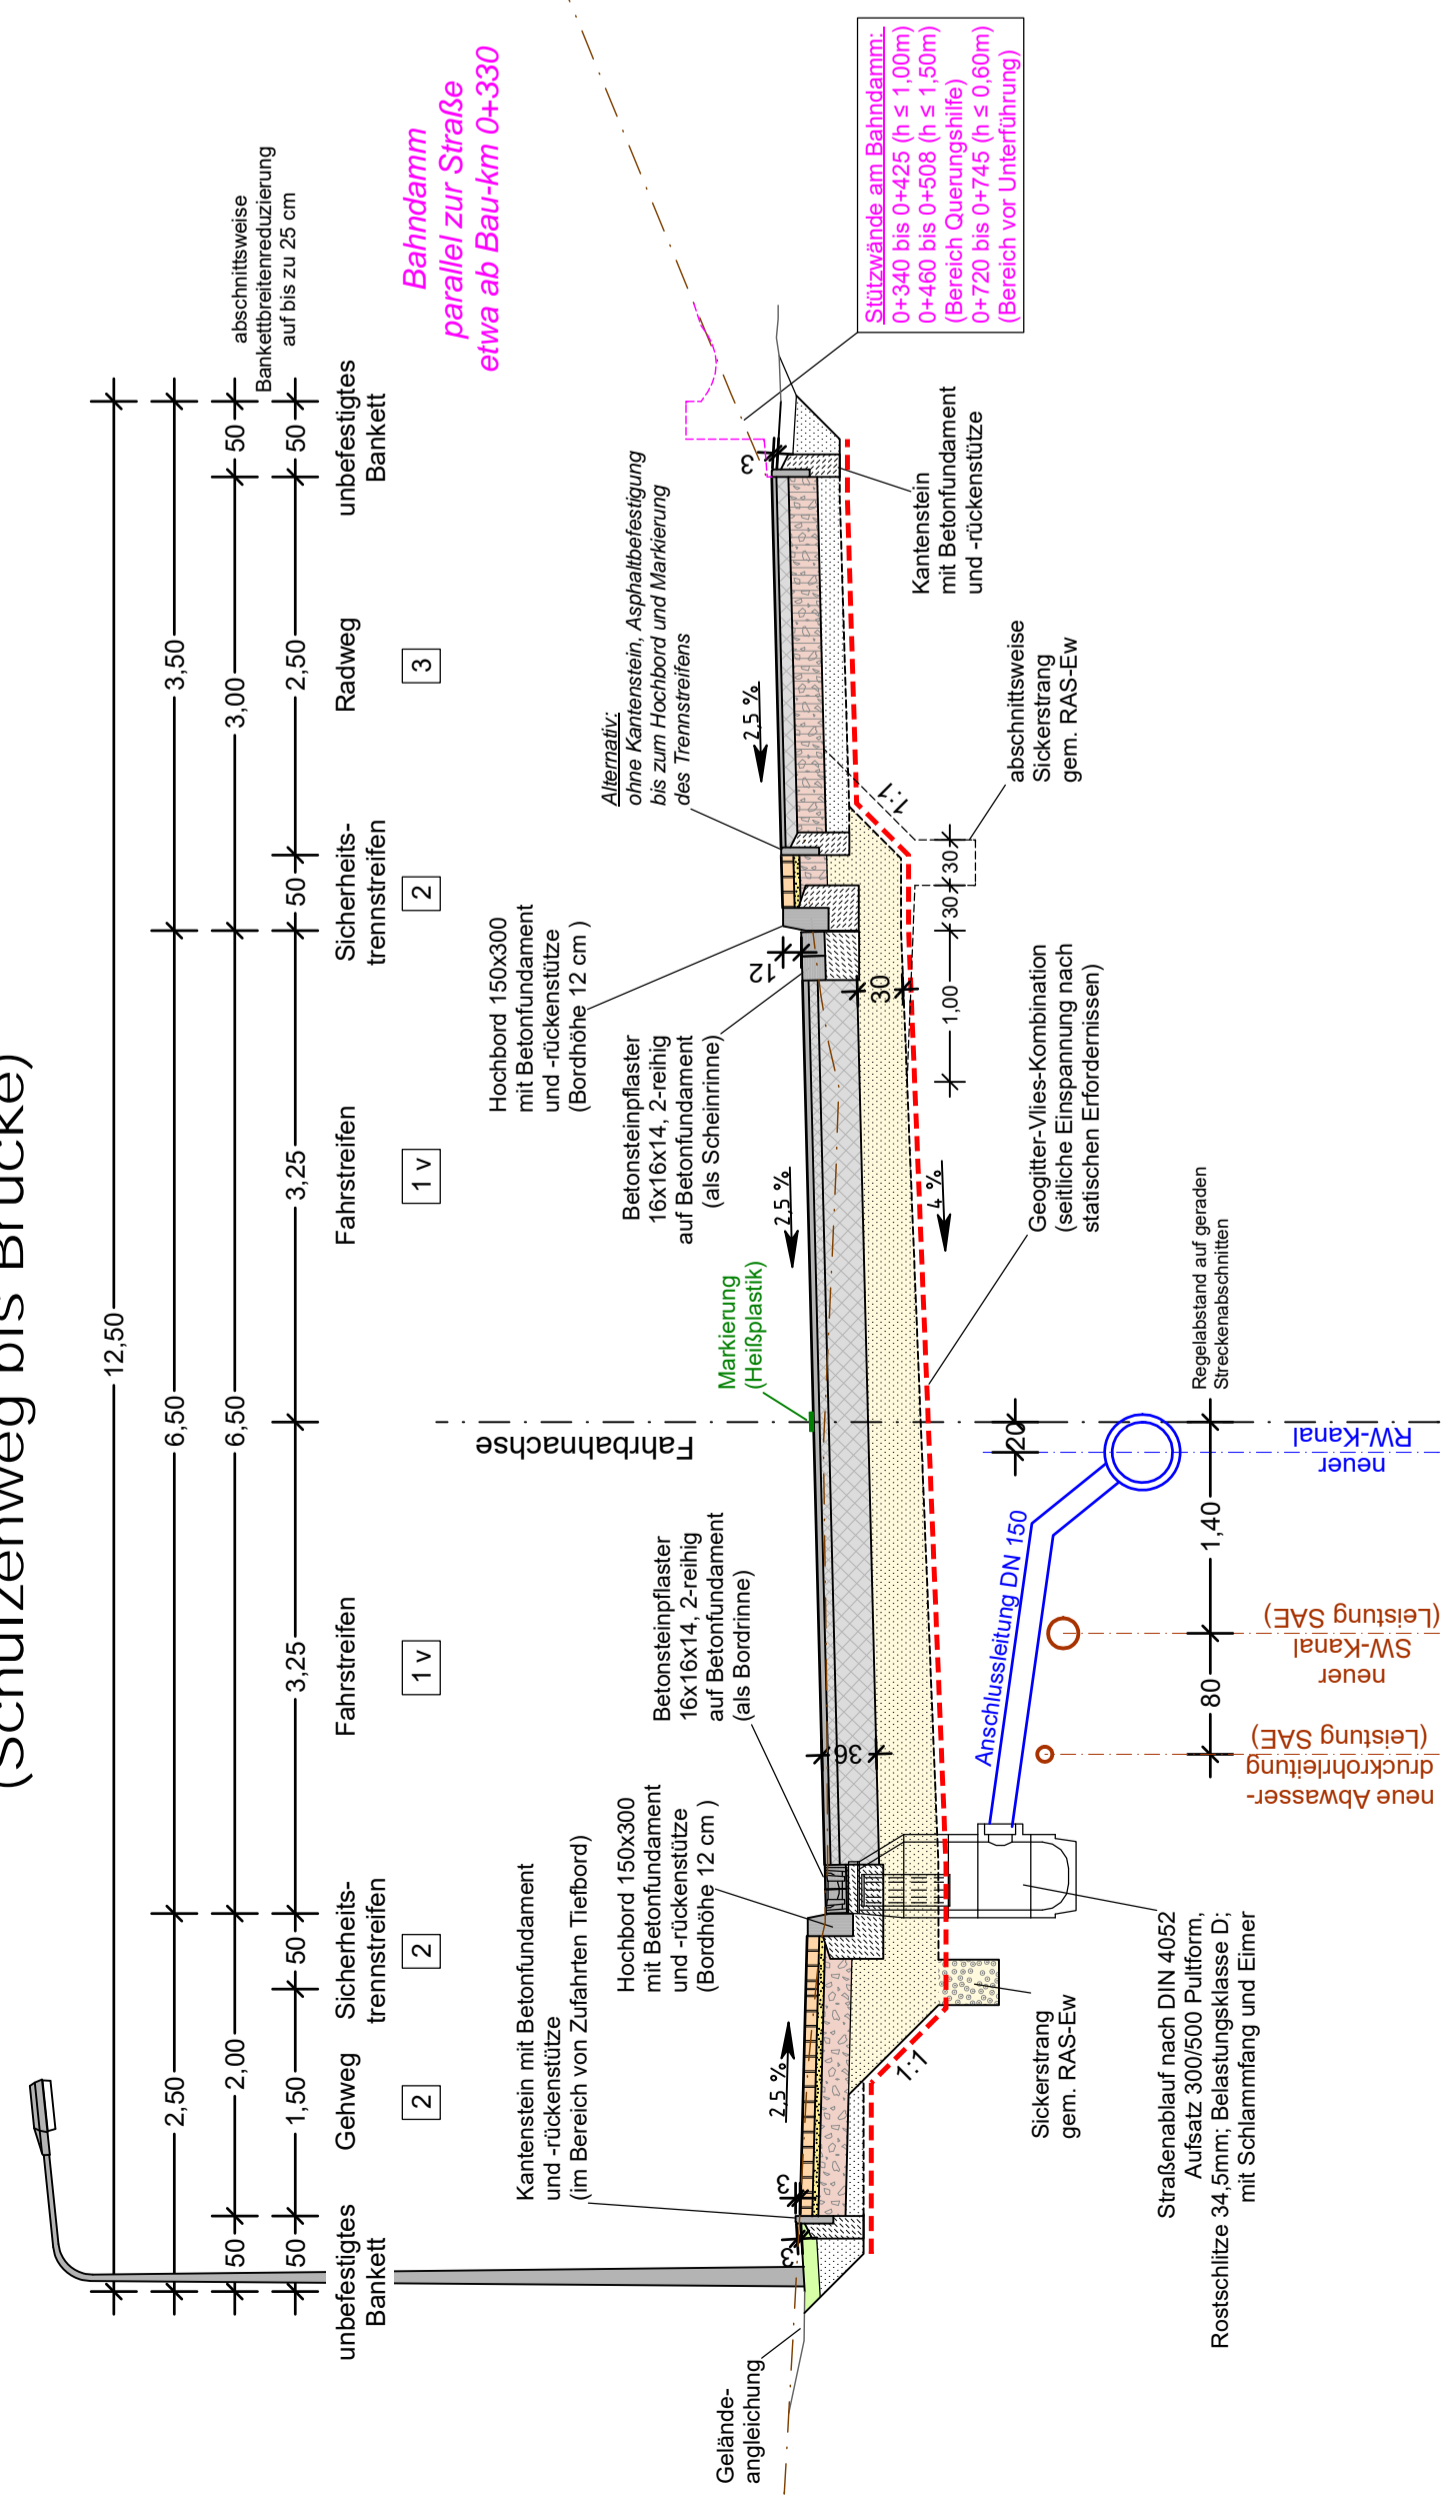 (Schulzenweg bis Brücke)
12,50
2,50
6,50
3,50
50
2,00
6,50
3,00
50
abschnittsweise
Bankettbreitenreduzierung
auf bis zu 25 cm
50
1,50
50
3,25
3,25
50
2,50
50
unbefestigtes
Bankett
Gehweg
Sicherheits-
trennstreifen
Fahrstreifen
Fahrstreifen
Sicherheits-
trennstreifen
Radweg
unbefestigtes
Bankett
2
2
1 v
1 v
2
3
Bahndamm
parallel zur Straße
etwa ab Bau-km 0+330
Fahrbahnachse
Kantenstein mit Betonfundament
und -rückenstütze
(im Bereich von Zufahrten Tiefbord)
Hochbord 150x300
mit Betonfundament
und -rückenstütze
(Bordhöhe 12 cm )
Betonsteinpflaster
16x16x14, 2-reihig
auf Betonfundament
(als Bordrinne)
Markierung
(Heißplastik)
Hochbord 150x300
mit Betonfundament
und -rückenstütze
(Bordhöhe 12 cm )
Betonsteinpflaster
16x16x14, 2-reihig
auf Betonfundament
(als Scheinrinne)
Alternativ:
ohne Kantenstein, Asphaltbefestigung
bis zum Hochbord und Markierung
des Trennstreifens
Gelände-
angleichung
3
3
2,5 %
36
2,5 %
12
30
2,5 %
3
1:1
4 %
1:1
Stützwände am Bahndamm:
0+340 bis 0+425 (h ≤ 1,00m)
0+460 bis 0+508 (h ≤ 1,50m)
(Bereich Querungshilfe)
0+720 bis 0+745 (h ≤ 0,60m)
(Bereich vor Unterführung)
Kantenstein
mit Betonfundament
und -rückenstütze
1,00
30
30
abschnittsweise
Sickerstrang
gem. RAS-Ew
Geogitter-Vlies-Kombination
(seitliche Einspannung nach
statischen Erfordernissen)
Sickerstrang
gem. RAS-Ew
Anschlussleitung DN 150
20
Straßenablauf nach DIN 4052
Aufsatz 300/500 Pultform,
Rostschlitze 34,5mm; Belastungsklasse D;
mit Schlammfang und Eimer
80
1,40
Regelabstand auf geraden
Streckenabschnitten
neue Abwasser-
druckrohrleitung
(Leistung SAE)
neuer
SW-Kanal
(Leistung SAE)
neuer
RW-Kanal